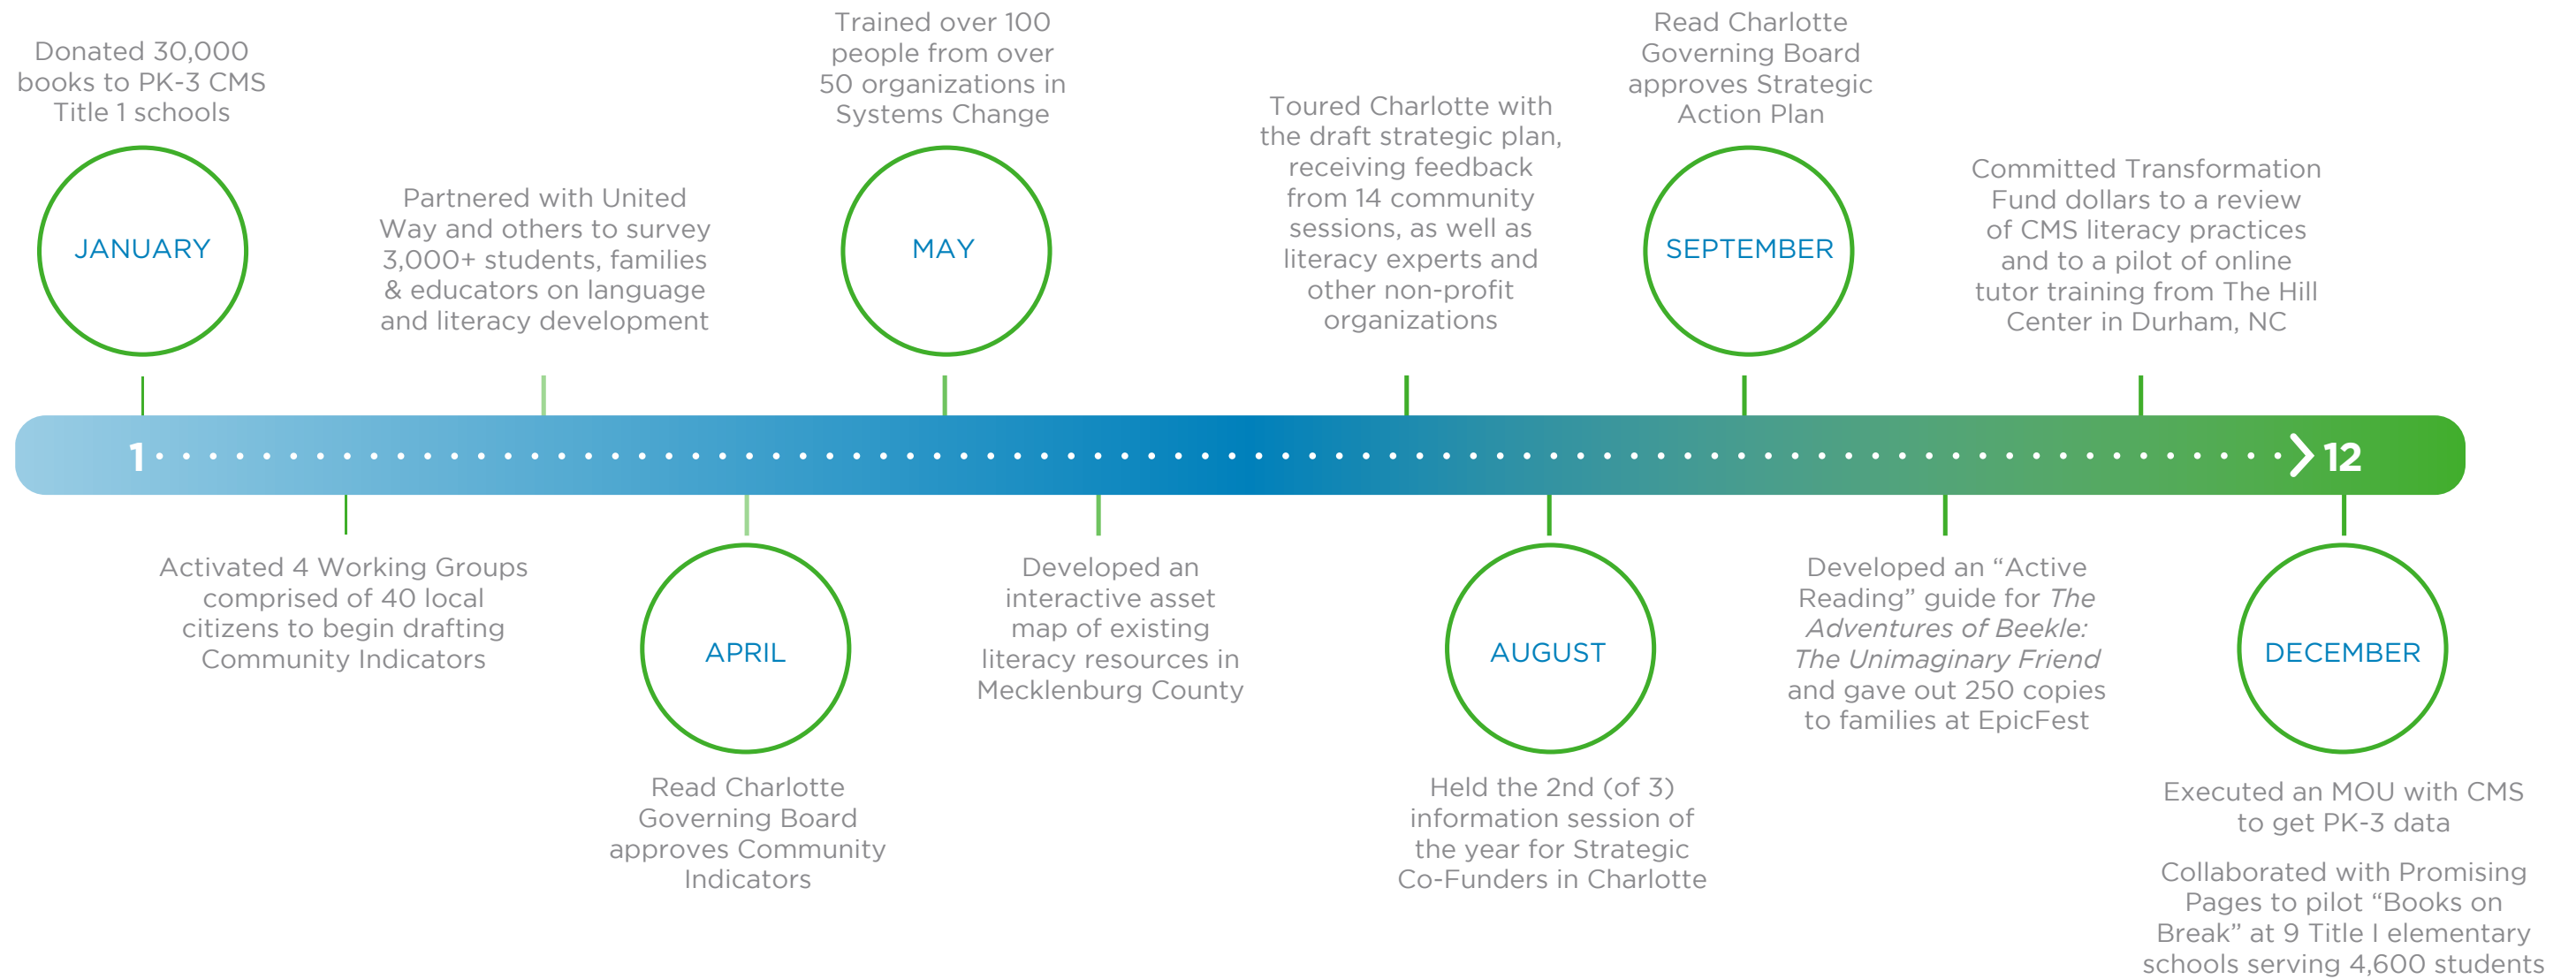 Donated 30,000
books to PK-3 CMS
Title 1 schools
JANUARY
Partnered with United
Way and others to survey
3,000+ students, families
& educators on language
and literacy development
Trained over 100
people from over
50 organizations in
Systems Change
MAY
Toured Charlotte with
the draft strategic plan,
receiving feedback
from 14 community
sessions, as well as
literacy experts and
other non-profit
organizations
Read Charlotte
Governing Board
approves Strategic
Action Plan
SEPTEMBER
Committed Transformation
Fund dollars to a review
of CMS literacy practices
and to a pilot of online
tutor training from The Hill
Center in Durham, NC
1
12
Activated 4 Working Groups
comprised of 40 local
citizens to begin drafting
Community Indicators
APRIL
Read Charlotte
Governing Board
approves Community
Indicators
Developed an
interactive asset
map of existing
literacy resources in
Mecklenburg County
AUGUST
Held the 2nd (of 3)
information session of
the year for Strategic
Co-Funders in Charlotte
Developed an “Active
Reading” guide for The
Adventures of Beekle:
The Unimaginary Friend
and gave out 250 copies
to families at EpicFest
DECEMBER
Executed an MOU with CMS
to get PK-3 data
Collaborated with Promising
Pages to pilot “Books on
Break” at 9 Title I elementary
schools serving 4,600 students